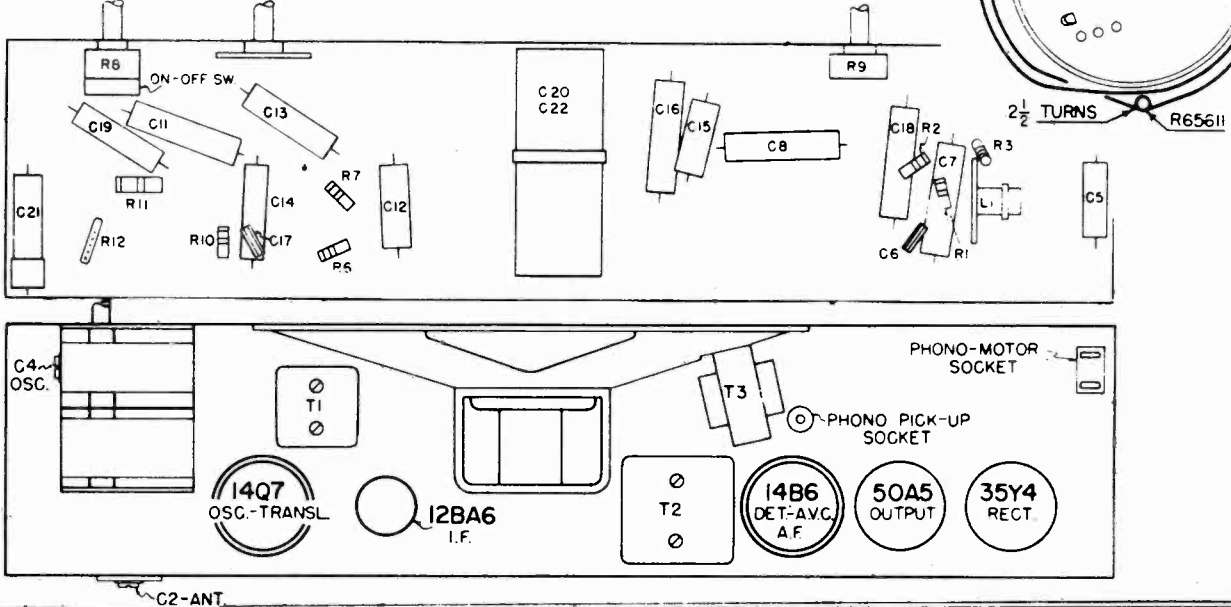 R8
ON-OFF SW.
C19
C11
C13
C20
C22
C16
C15
C8
R9
2½ TURNS
R65611
C18
R2
C7
R3
L1
C5
C21
R11
R12
R10
C14
C17
R7
R6
C12
C6
R1
C4
OSC.
T1
T3
PHONO-MOTOR
SOCKET
PHONO PICK-UP
SOCKET
14Q7
OSC.-TRANSL.
12BA6
I.F.
T2
14B6
DET.-A.V.C.
A.F.
50A5
OUTPUT
35Y4
RECT.
C2-ANT.